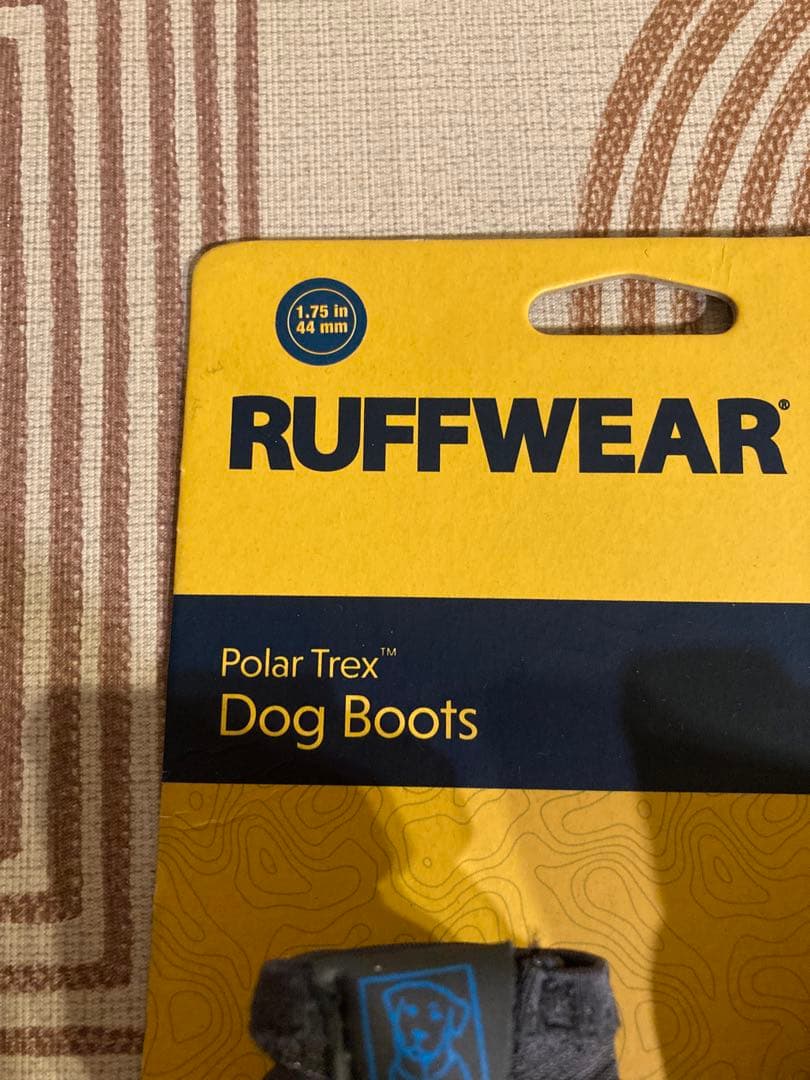 1.75 in
44 mm
RUFFWEAR®
Polar Trex™
Dog Boots